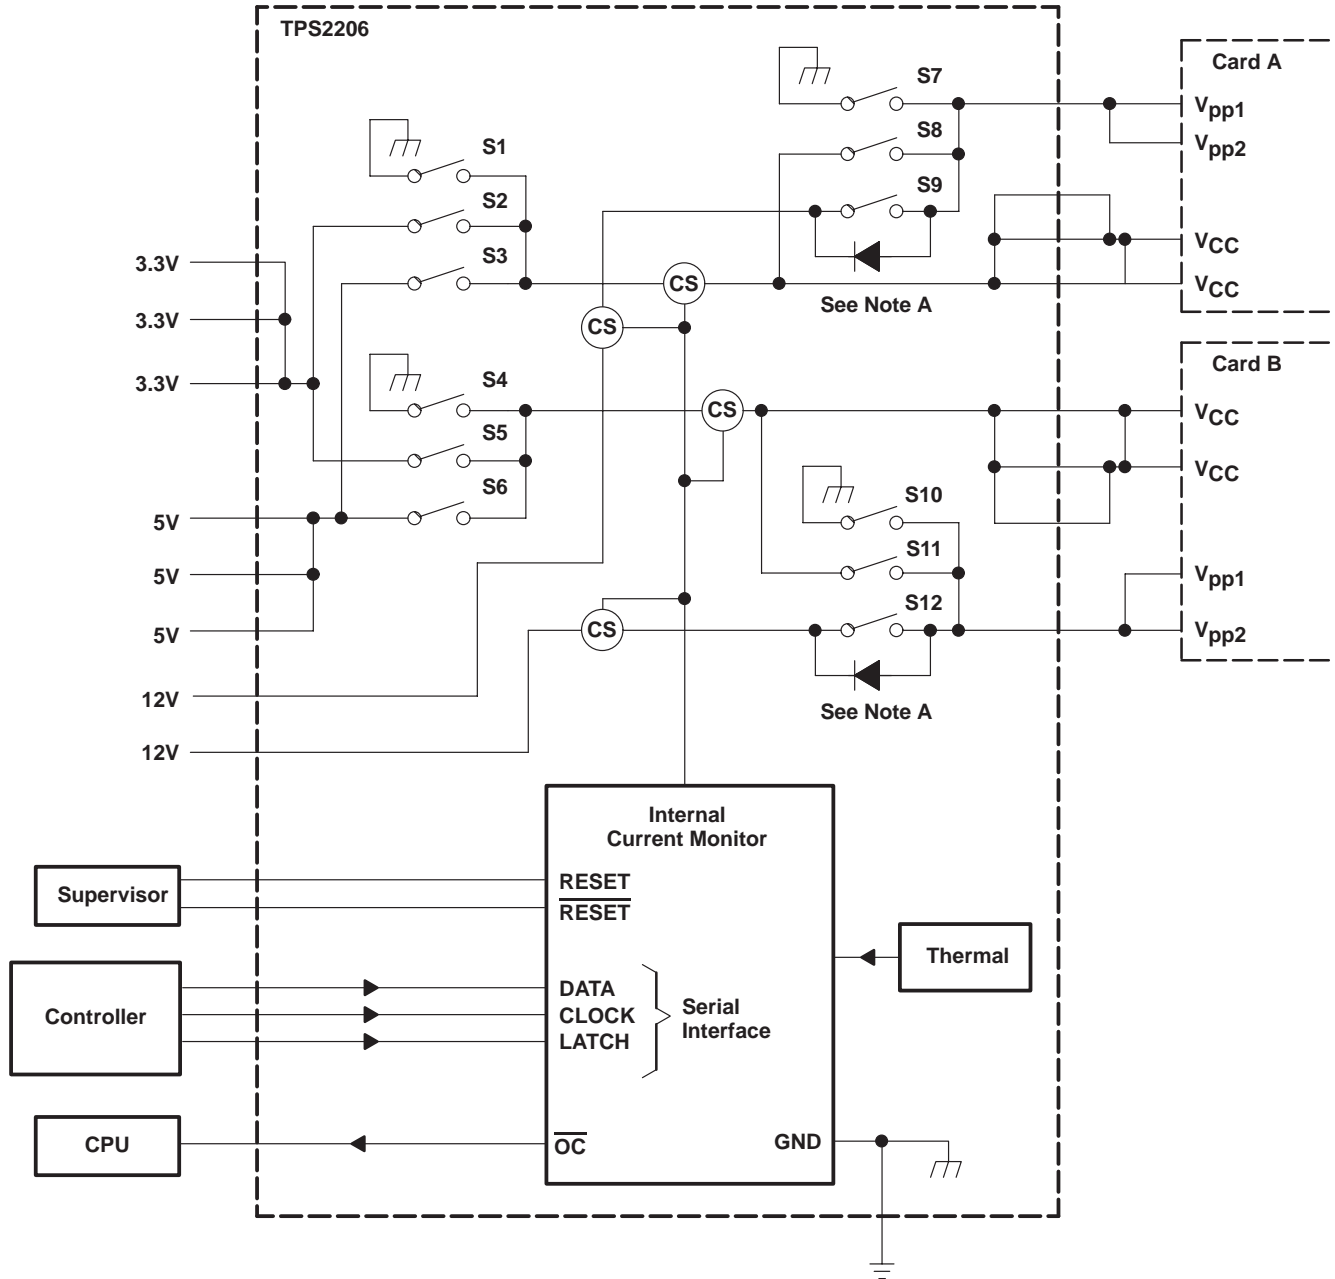 TPS2206
Card A
S7
Vpp1
S8
Vpp2
S1
S9
S2
VCC
S3
3.3V
CS
VCC
See Note A
3.3V
CS
Card B
3.3V
S4
CS
VCC
S5
VCC
S6
S10
5V
S11
5V
Vpp1
S12
5V
CS
Vpp2
12V
See Note A
12V
Internal
Current Monitor
Supervisor
RESET
RESET
Thermal
DATA
Controller
CLOCK
Serial
Interface
LATCH
CPU
OC
GND